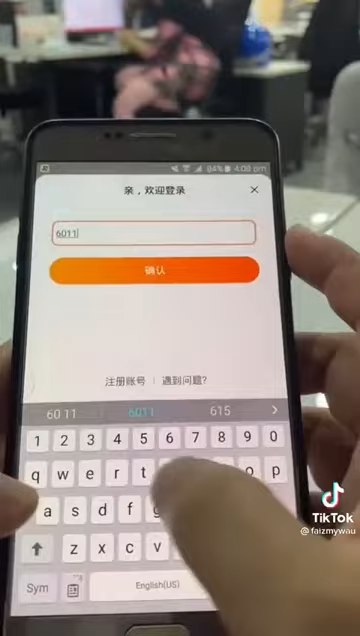 84% 4:08 pm
亲，欢迎登录 ×
6011
确认
注册账号 | 遇到问题?
60 11 6011 615 >
1 2 3 4 5 6 7 8 9 0
q w e r t o p
a s d f g
z x c v
Sym English(US)
TikTok
@faizmywau